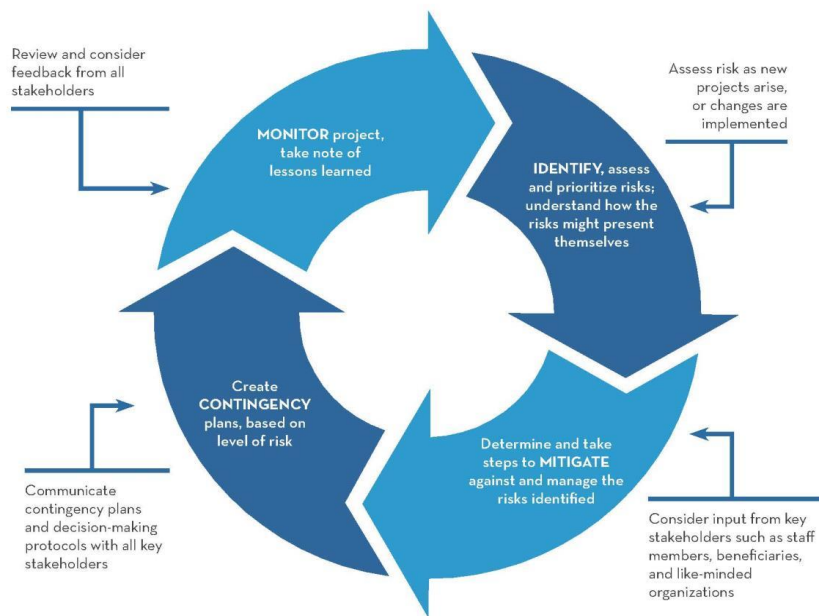 Review and consider
feedback from all
stakeholders
MONITOR project,
take note of
lessons learned
Assess risk as new
projects arise,
or changes are
implemented
IDENTIFY, assess
and prioritize risks;
understand how the
risks might present
themselves
Create
CONTINGENCY
plans, based on
level of risk
Determine and take
steps to MITIGATE
against and manage the
risks identified
Communicate
contingency plans
and decision-making
protocols with all key
stakeholders
Consider input from key
stakeholders such as staff
members, beneficiaries,
and like-minded
organizations